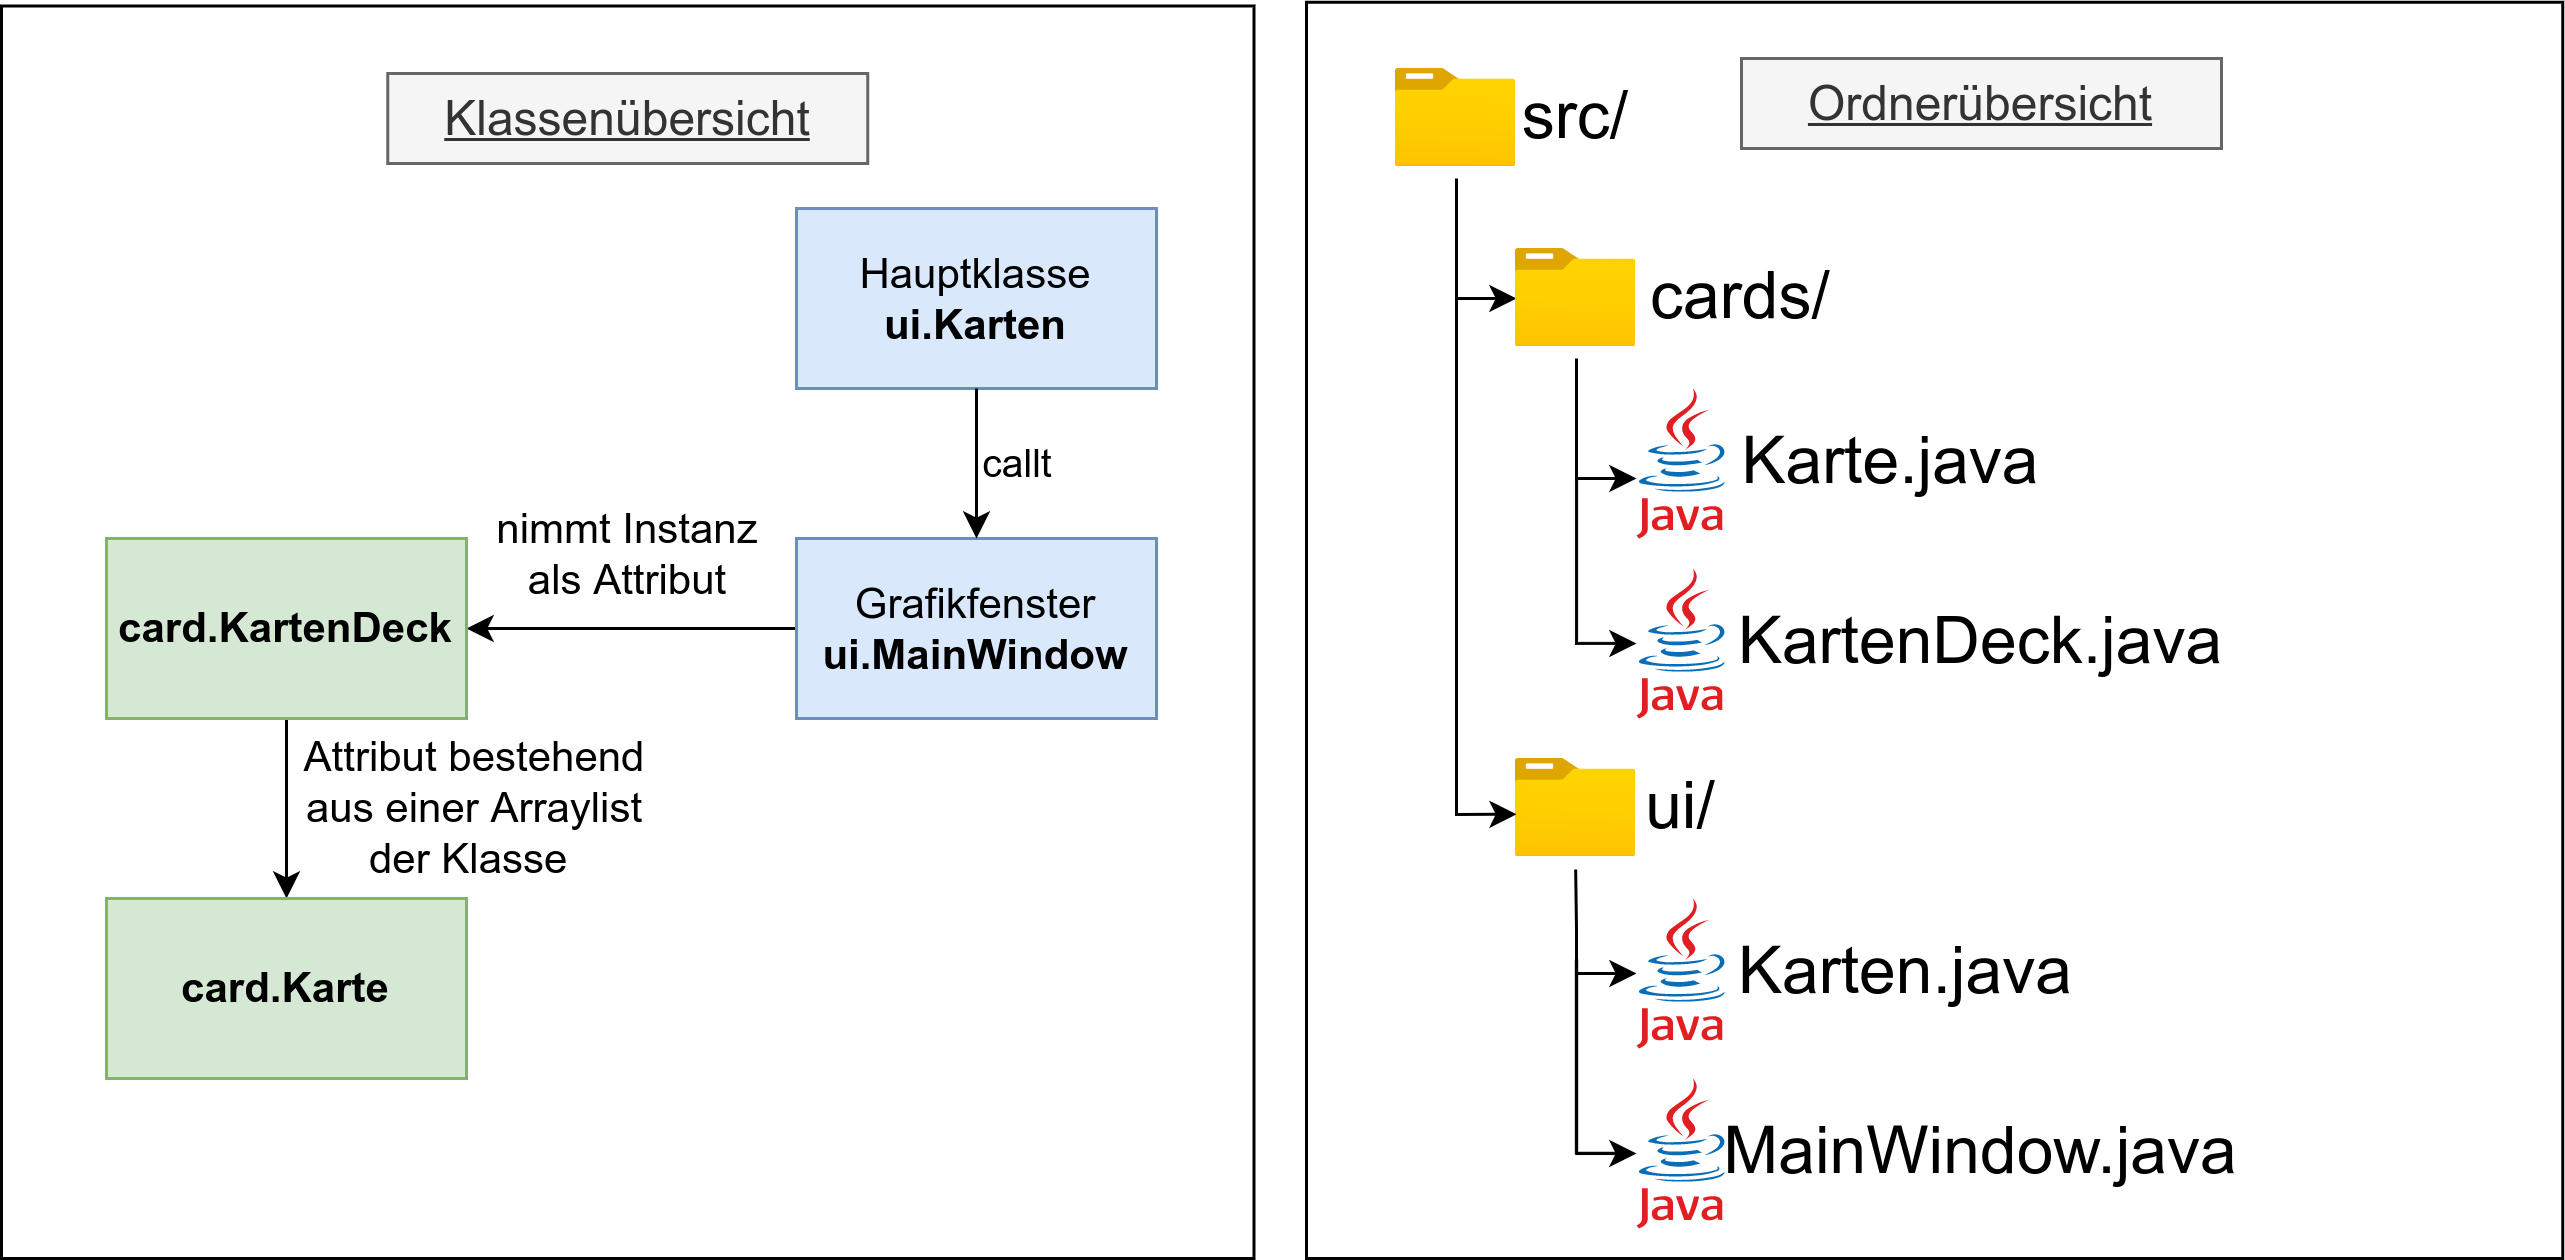 Klassenübersicht
Hauptklasse
ui.Karten
callt
nimmt Instanz
als Attribut
card.KartenDeck
Grafikfenster
ui.MainWindow
Attribut bestehend
aus einer Arraylist
der Klasse
card.Karte
Ordnerübersicht
src/
cards/
Java
Karte.java
Java
KartenDeck.java
ui/
Java
Karten.java
Java
MainWindow.java